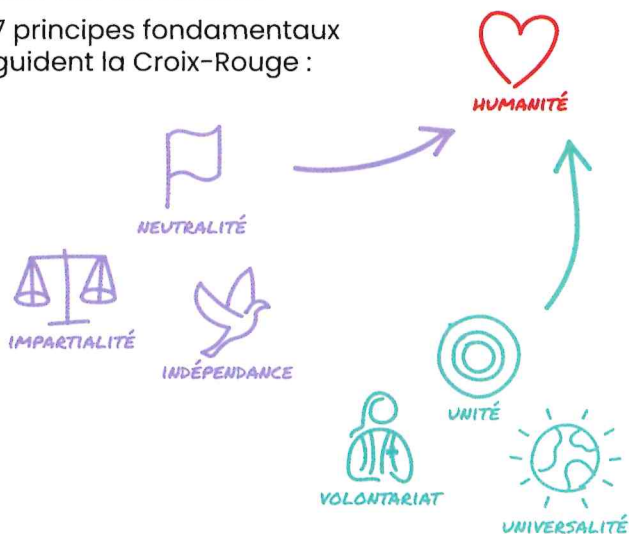 7 principes fondamentaux
guident la Croix-Rouge :
HUMANITÉ
NEUTRALITÉ
IMPARTIALITÉ
INDÉPENDANCE
UNITÉ
VOLONTARIAT
UNIVERSALITÉ